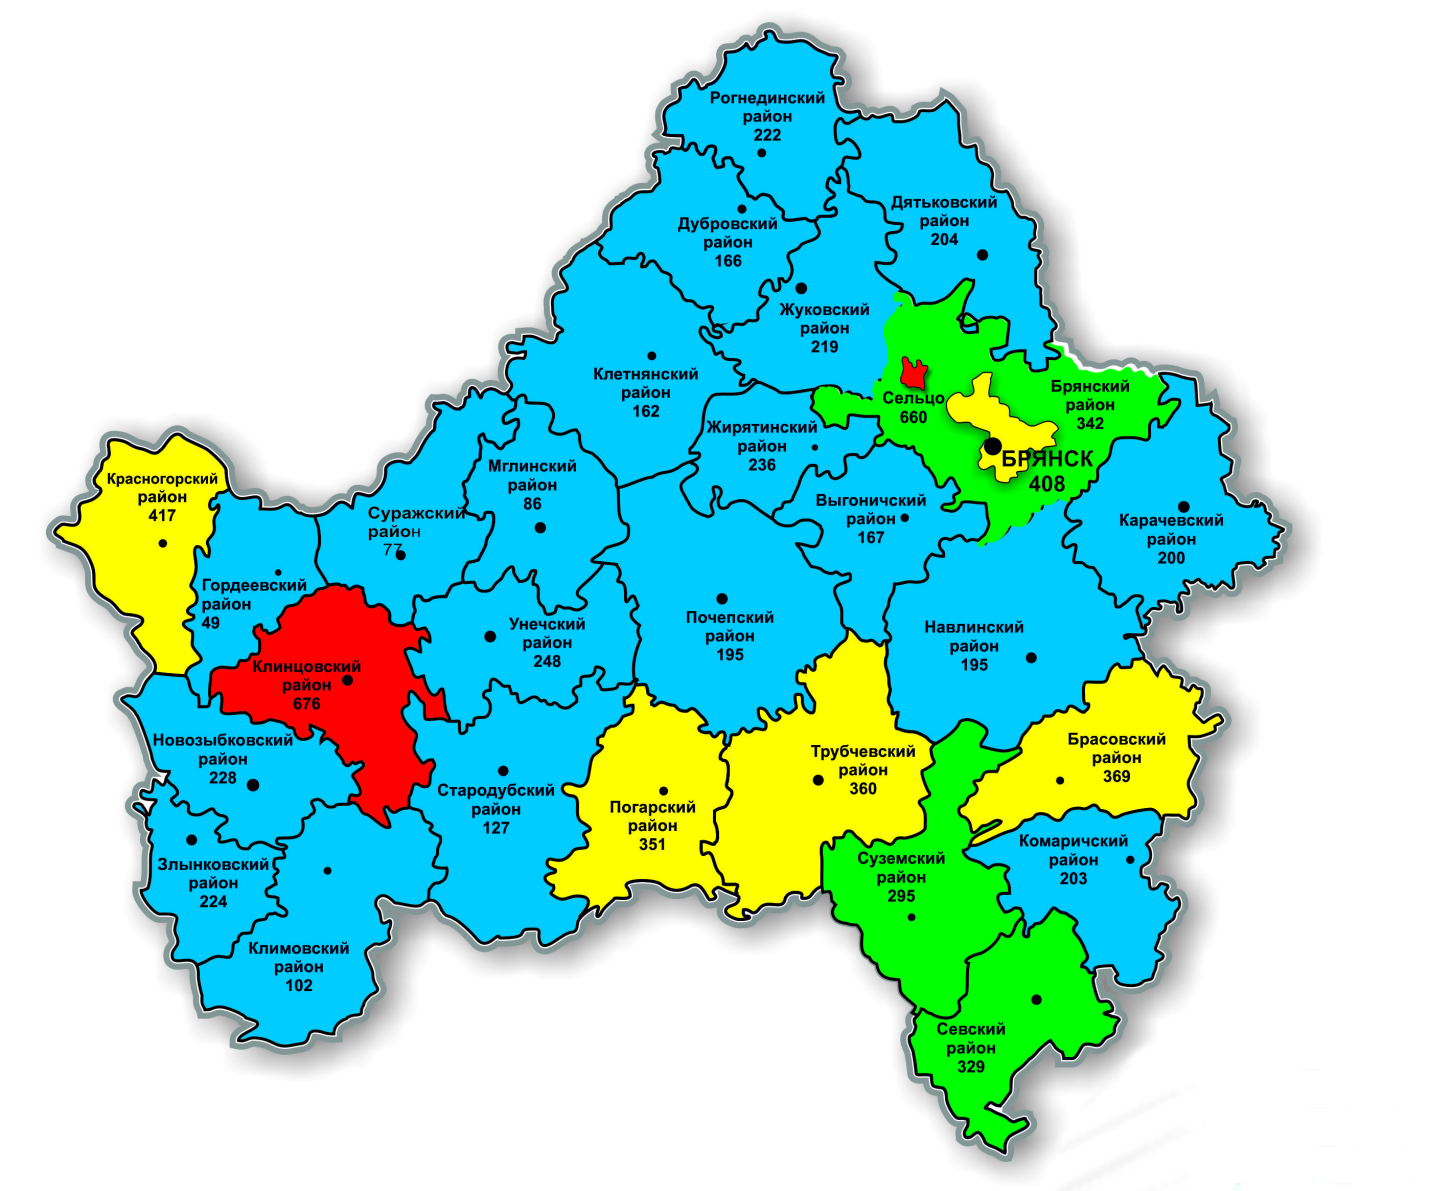 Рогнединский
район
222
Дятьковский
район
204
Дубровский
район
166
Жуковский
район
219
Клетнянский
район
162
Сельцо
660
Брянский
район
342
Жирятинский
район
236
БРЯНСК
408
Мглинский
район
86
Красногорский
район
417
Суражский
район
77
Выгоничский
район
167
Карачевский
район
200
Гордеевский
район
49
Унечский
район
248
Почепский
район
195
Навлинский
район
195
Клинцовский
район
676
Новозыбковский
район
228
Трубчевский
район
360
Брасовский
район
369
Стародубский
район
127
Погарский
район
351
Комаричский
район
203
Злынковский
район
224
Суземский
район
295
Климовский
район
102
Севский
район
329